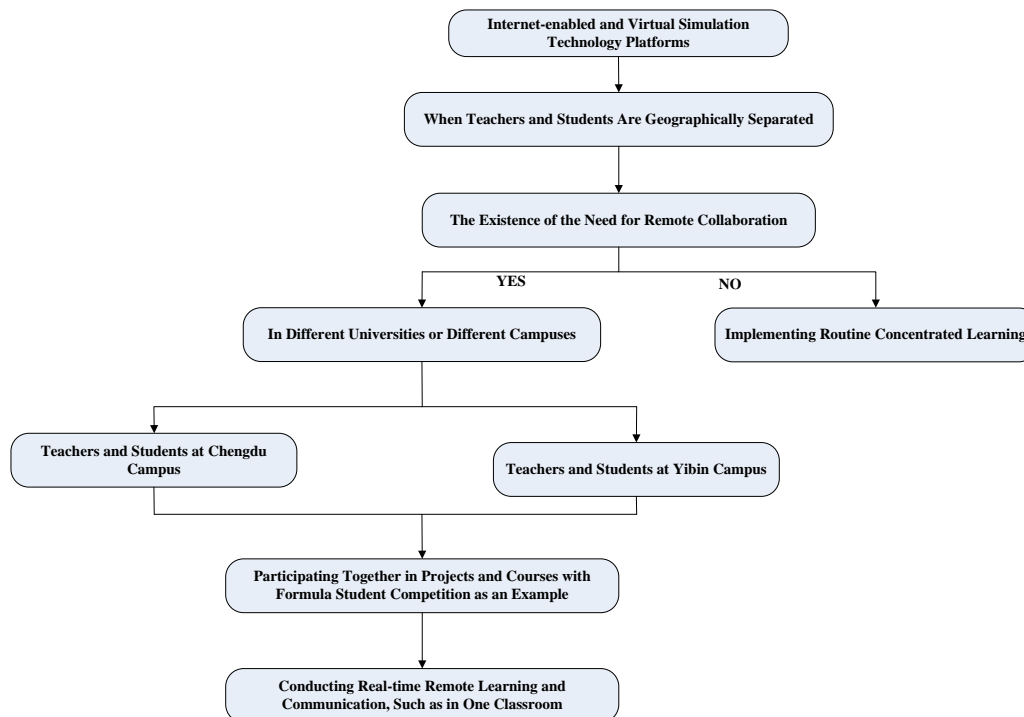 Internet-enabled and Virtual Simulation
Technology Platforms
When Teachers and Students Are Geographically Separated
The Existence of the Need for Remote Collaboration
YES
NO
In Different Universities or Different Campuses
Implementing Routine Concentrated Learning
Teachers and Students at Chengdu
Campus
Teachers and Students at Yibin Campus
Participating Together in Projects and Courses with
Formula Student Competition as an Example
Conducting Real-time Remote Learning and
Communication, Such as in One Classroom